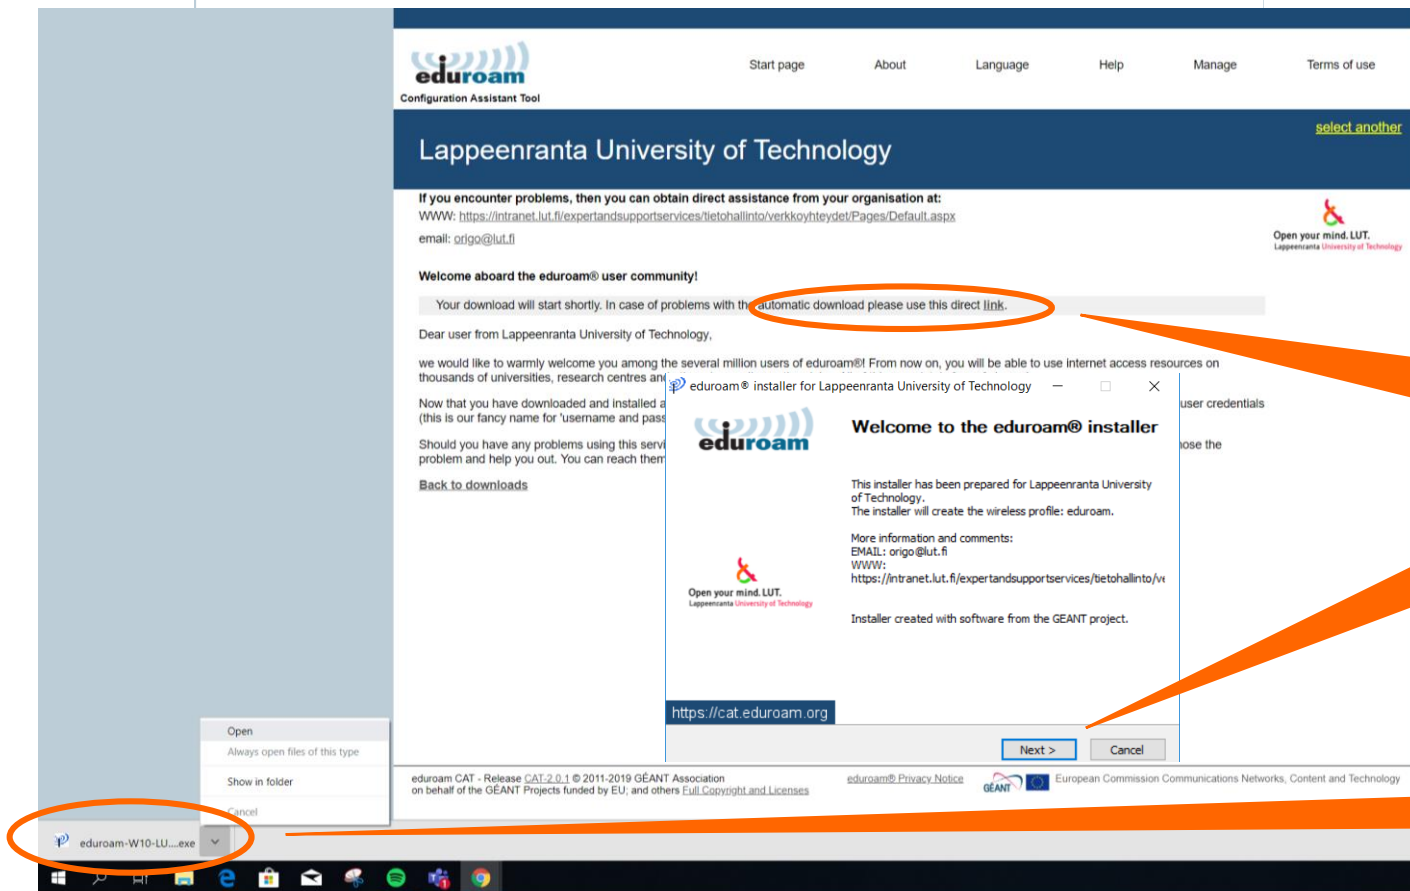 eduroam
Configuration Assistant Tool
Start page About Language Help Manage Terms of use
select another
Lappeenranta University of Technology
If you encounter problems, then you can obtain direct assistance from your organisation at:
WWW: https://intranet.lut.fi/expertandsupportservices/tietohallinto/verkkoyhteydet/Pages/Default.aspx
email: origo@lut.fi
Open your mind. LUT.
Lappeenranta University of Technology
Welcome aboard the eduroam® user community!
Your download will start shortly. In case of problems with the automatic download please use this direct link.
Dear user from Lappeenranta University of Technology,
we would like to warmly welcome you among the several million users of eduroam®! From now on, you will be able to use internet access resources on
thousands of universities, research centres and
Now that you have downloaded and installed a
user credentials
(this is our fancy name for 'username and pass
Should you have any problems using this servi
ose the
problem and help you out. You can reach them
Back to downloads
eduroam® installer for Lappeenranta University of Technology
eduroam
Welcome to the eduroam® installer
This installer has been prepared for Lappeenranta University
of Technology.
The installer will create the wireless profile: eduroam.
More information and comments:
EMAIL: origo@lut.fi
WWW:
https://intranet.lut.fi/expertandsupportservices/tietohallinto/ve
Open your mind. LUT.
Lappeenranta University of Technology
Installer created with software from the GEANT project.
https://cat.eduroam.org
Next > Cancel
Open
Always open files of this type
Show in folder
Cancel
eduroam CAT - Release CAT-2.0.1 © 2011-2019 GÉANT Association
on behalf of the GÉANT Projects funded by EU; and others Full Copyright and Licenses
eduroam® Privacy Notice
GÉANT
European Commission Communications Networks, Content and Technology
eduroam-W10-LU....exe